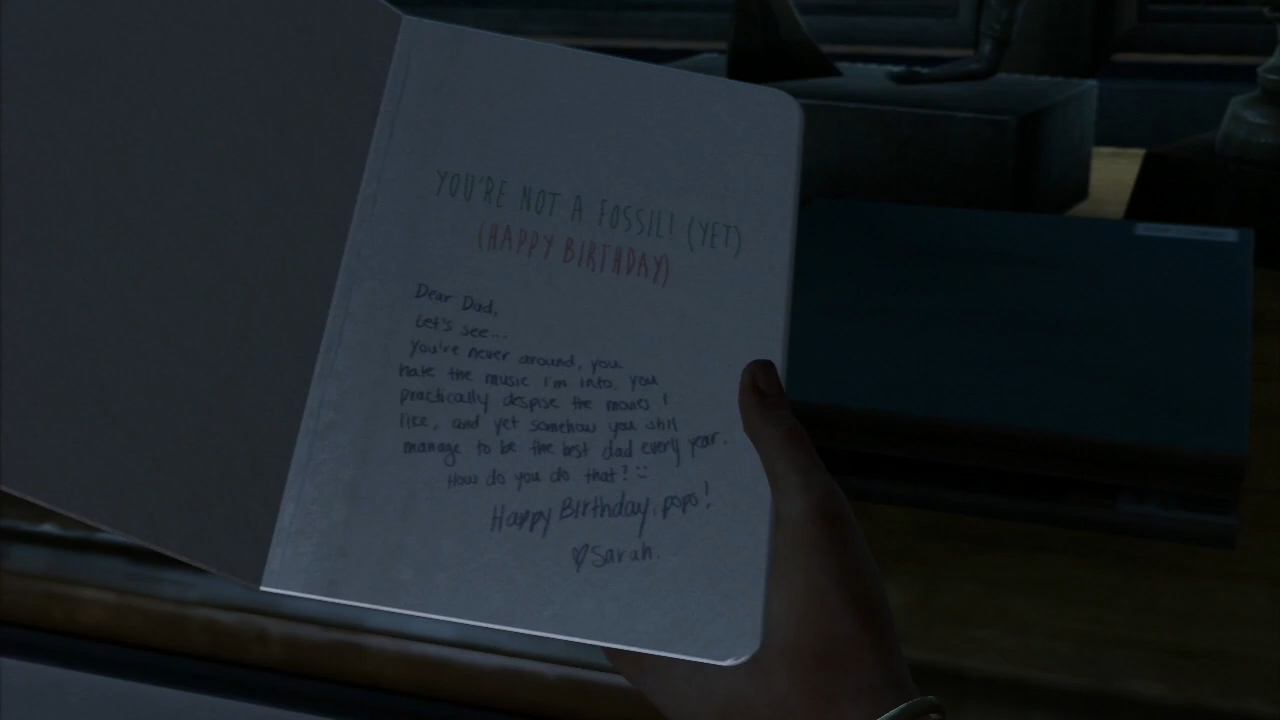 YOU'RE NOT A FOSSIL! (YET)
(HAPPY BIRTHDAY)
Dear Dad,
Let's see...
You're never around, you
hate the music I'm into, you
practically despise the movies I
like, and yet somehow you still
manage to be the best dad every year.
How do you do that? :)
Happy Birthday, pops!
♡Sarah.